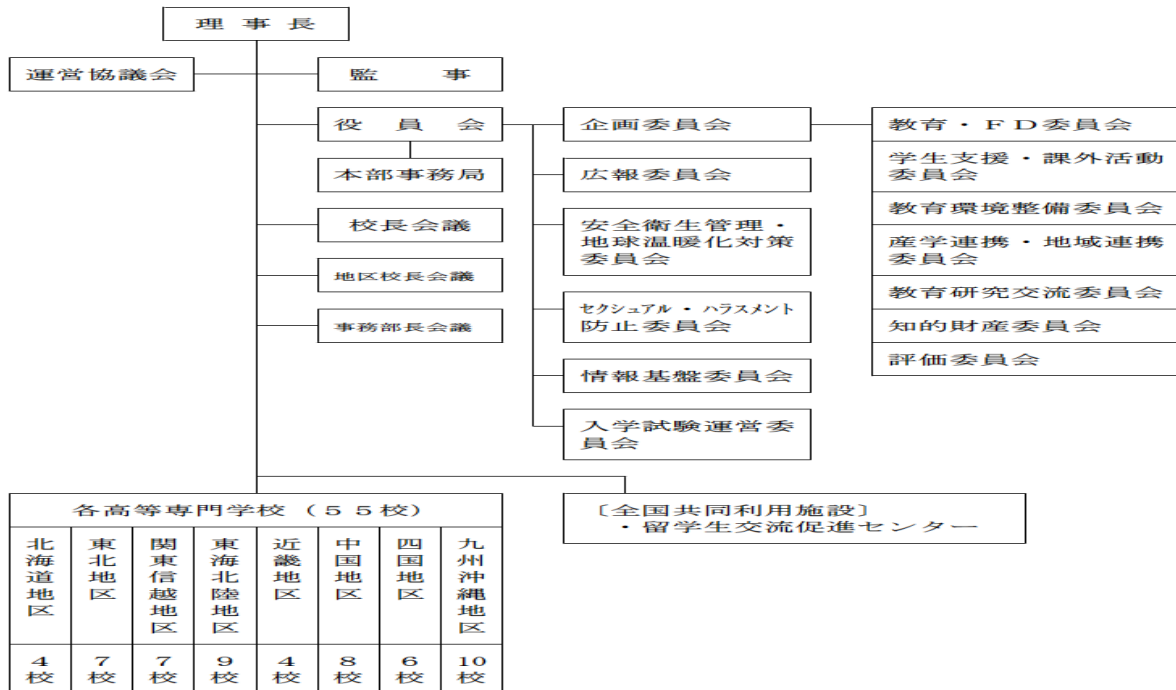 理事長
運営協議会
監事
役員会
企画委員会
教育・ＦＤ委員会
学生支援・課外活動
委員会
教育環境整備委員会
産学連携・地域連携
委員会
教育研究交流委員会
知的財産委員会
評価委員会
本部事務局
広報委員会
校長会議
安全衛生管理・
地球温暖化対策
委員会
地区校長会議
セクシュアル・ハラスメント
防止委員会
事務部長会議
情報基盤委員会
入学試験運営委
員会
各高等専門学校（５５校）
〔全国共同利用施設〕
・留学生交流促進センター
北海道地区
東北地区
関東信越地区
東海北陸地区
近畿地区
中国地区
四国地区
九州沖縄地区
４校
７校
７校
９校
４校
８校
６校
10校